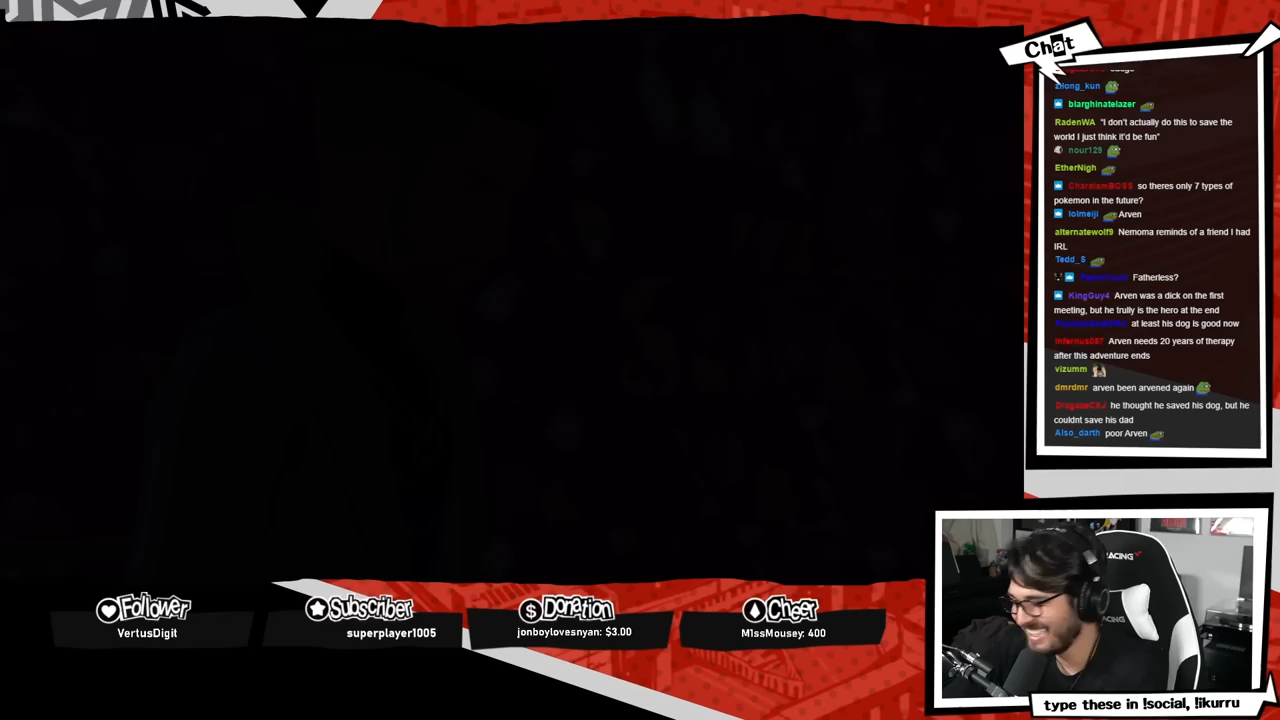 Chat
zilong_kun
blarghinatelazer
RadenWA "I don't actually do this to save the
world I just think it'd be fun"
nour129
EtherNigh
CharalamBOSS so theres only 7 types of
pokemon in the future?
lolmeiji Arven
alternatewolf9 Nemoma reminds of a friend I had
IRL
Tedd_S
Fatherless?
KingGuy4 Arven was a dick on the first
meeting, but he trully is the hero at the end
at least his dog is good now
Infernus087 Arven needs 20 years of therapy
after this adventure ends
vizumm
dmrdmr arven been arvened again
he thought he saved his dog, but he
couldnt save his dad
Also_darth poor Arven
RACING
Follower
VertusDigit
Subscriber
superplayer1005
$ Donation
jonboylovesnyan: $3.00
Cheer
M1ssMousey: 400
type these in !social, !ikurru